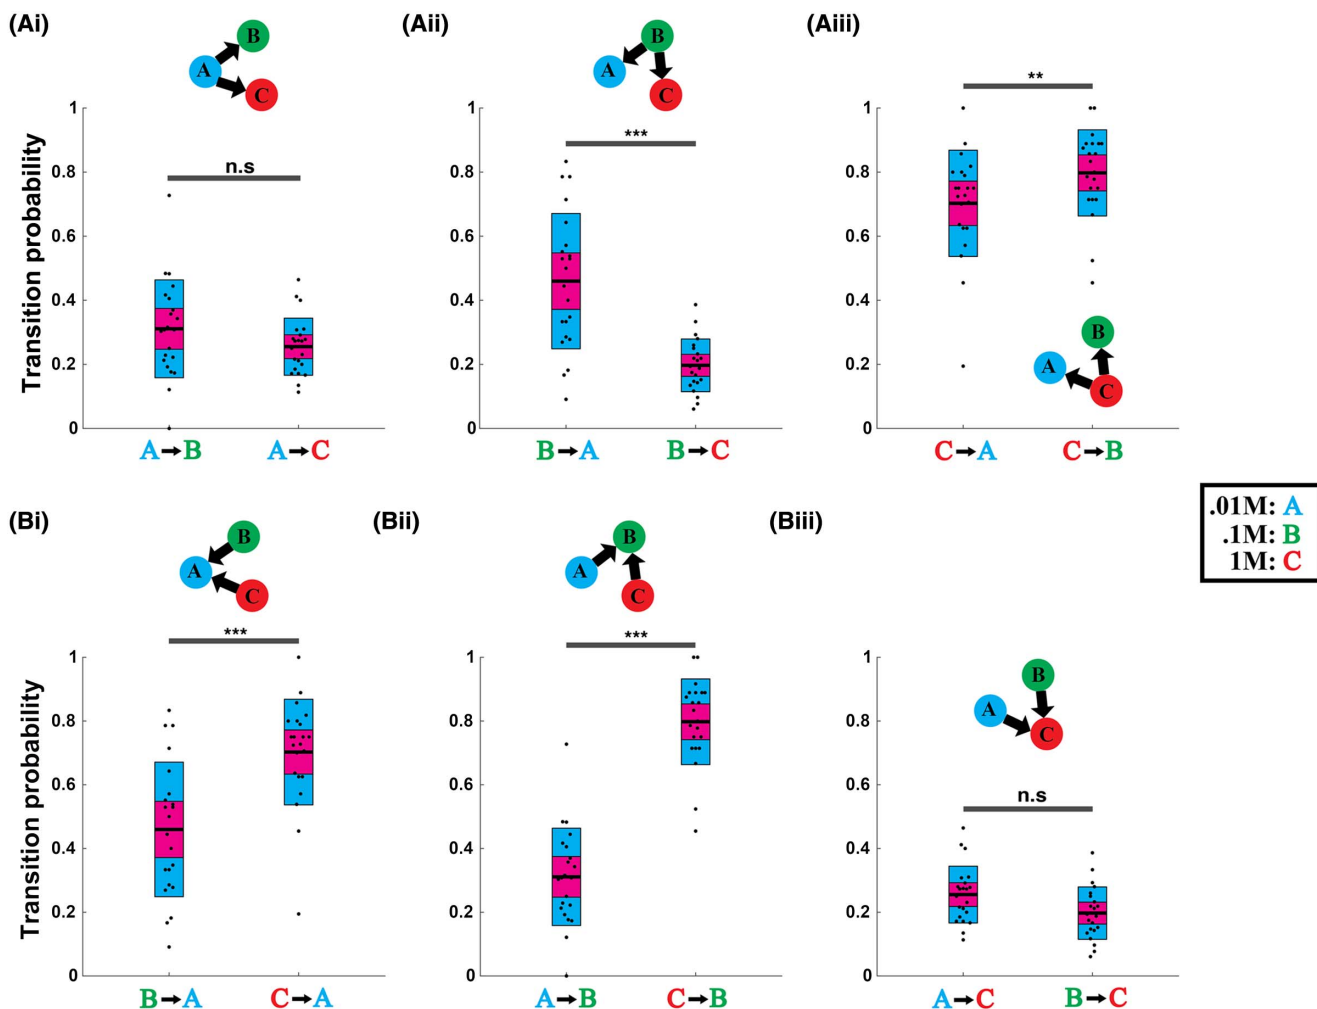 (Ai)
B
A
C
Transition probability
1
0.8
0.6
0.4
0.2
0
n.s
A→B
A→C
(Aii)
B
A
C
1
0.8
0.6
0.4
0.2
0
***
B→A
B→C
(Aiii)
**
1
0.8
0.6
0.4
0.2
0
B
A
C
C→A
C→B
.01M: A
.1M: B
1M: C
(Bi)
B
A
C
***
Transition probability
1
0.8
0.6
0.4
0.2
0
B→A
C→A
(Bii)
B
A
C
***
1
0.8
0.6
0.4
0.2
0
A→B
C→B
(Biii)
1
0.8
0.6
0.4
0.2
0
B
A
C
n.s
A→C
B→C